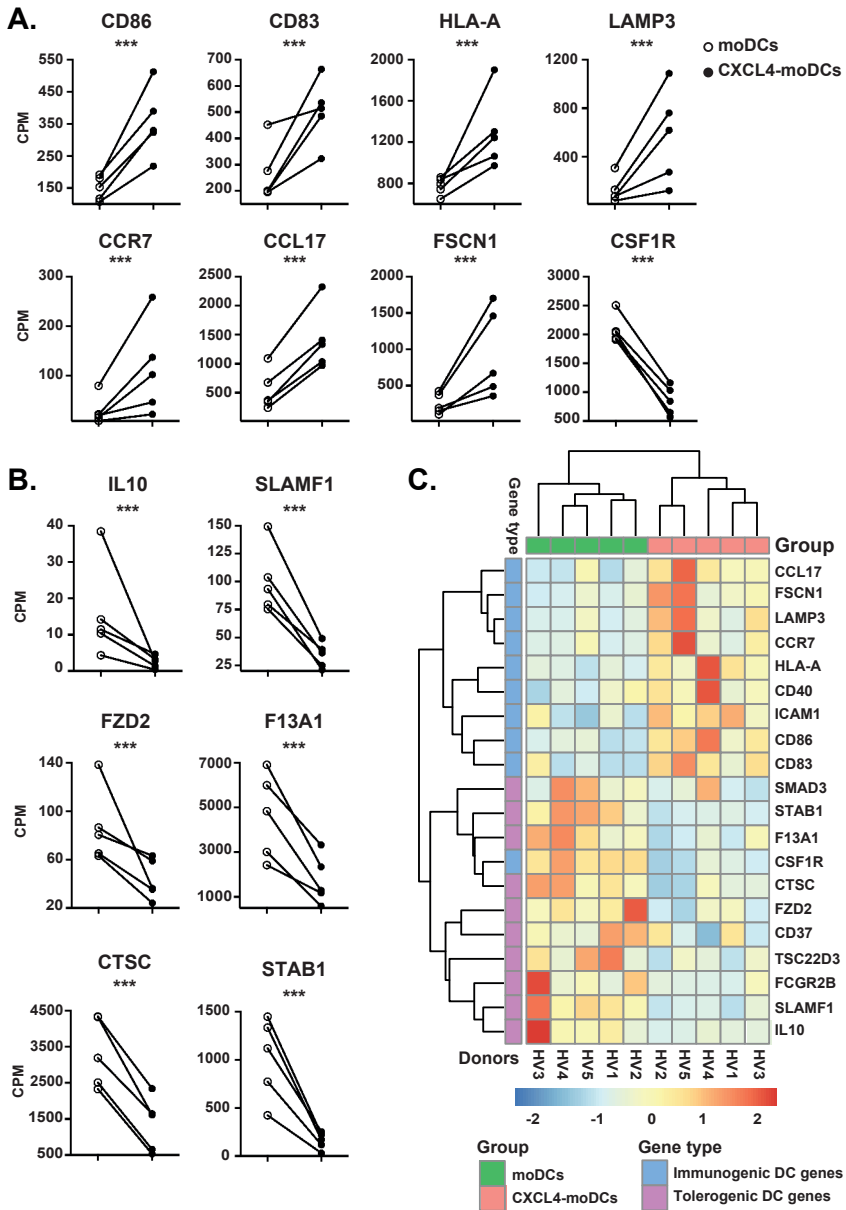 A.
CD86
CD83
HLA-A
LAMP3
***
***
***
***
moDCs
CXCL4-moDCs
CPM
550
450
350
250
150
700
600
500
400
300
200
2000
1600
1200
800
1200
800
400
CCR7
CCL17
FSCN1
CSF1R
***
***
***
***
CPM
300
200
100
2500
2000
1500
1000
500
2000
1500
1000
500
3000
2500
2000
1500
1000
500
B.
IL10
SLAMF1
***
***
CPM
40
30
20
10
0
150
125
100
75
50
25
FZD2
F13A1
***
***
CPM
140
100
60
20
7000
5000
3000
1000
CTSC
STAB1
***
***
CPM
4500
3500
2500
1500
500
1500
1000
500
0
C.
Gene type
Group
CCL17
FSCN1
LAMP3
CCR7
HLA-A
CD40
ICAM1
CD86
CD83
SMAD3
STAB1
F13A1
CSF1R
CTSC
FZD2
CD37
TSC22D3
FCGR2B
SLAMF1
IL10
Donors HV3 HV4 HV5 HV1 HV2 HV2 HV5 HV4 HV1 HV3
-2 -1 0 1 2
Group
moDCs
CXCL4-moDCs
Gene type
Immunogenic DC genes
Tolerogenic DC genes